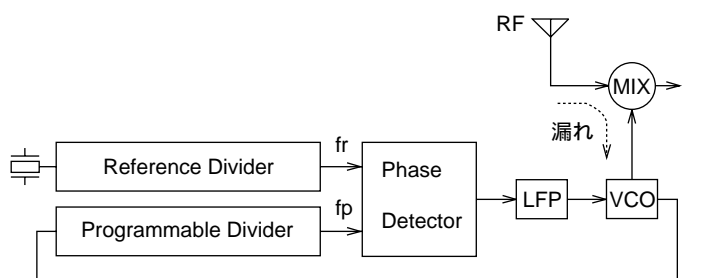 RF
MIX
漏れ
fr
Reference Divider
Phase
Detector
LFP
VCO
fp
Programmable Divider